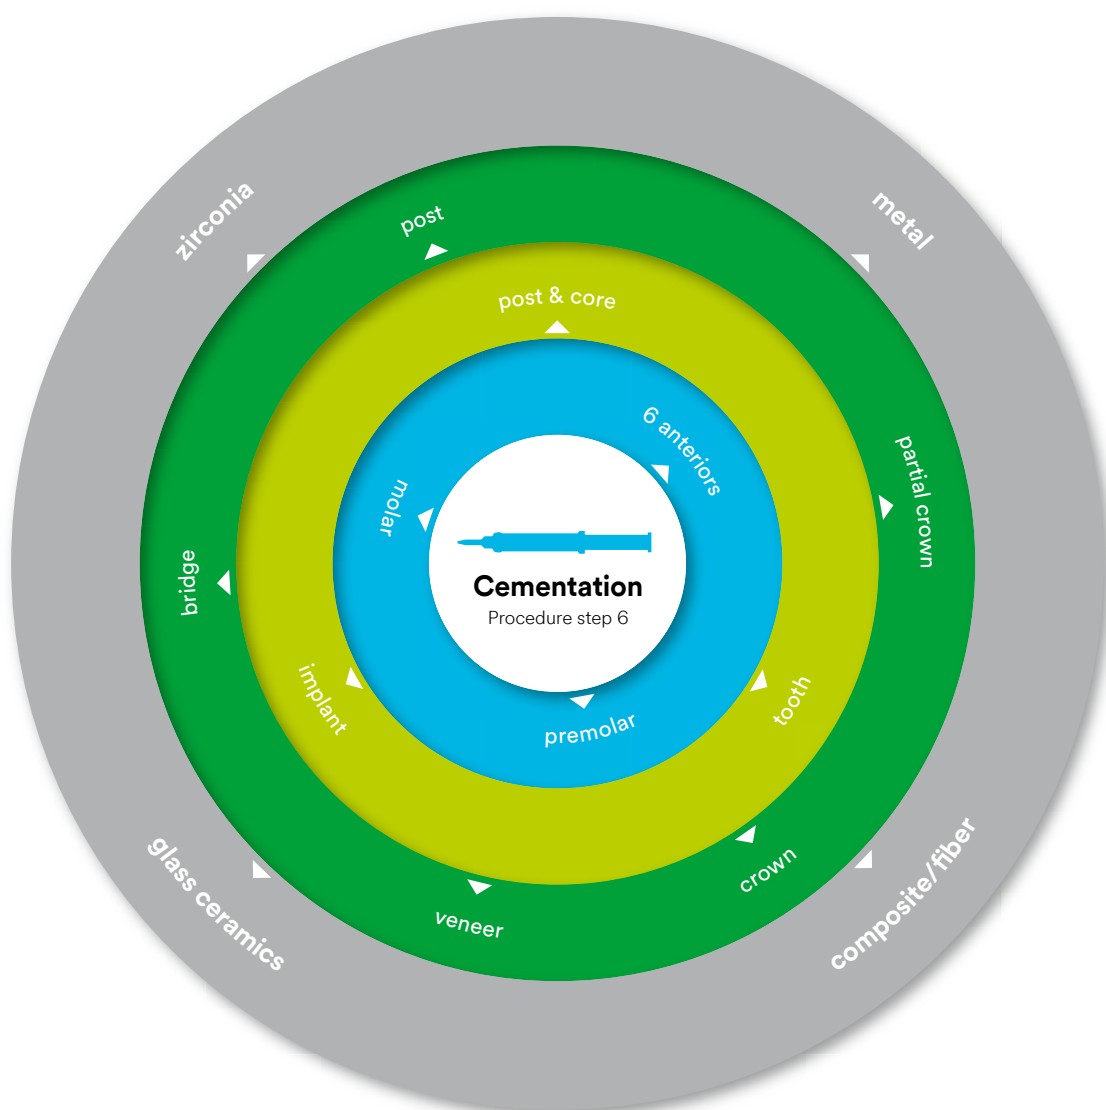 zirconia
metal
post
post & core
6 anteriors
partial crown
molar
Cementation
Procedure step 6
bridge
implant
tooth
premolar
crown
veneer
glass ceramics
composite/fiber